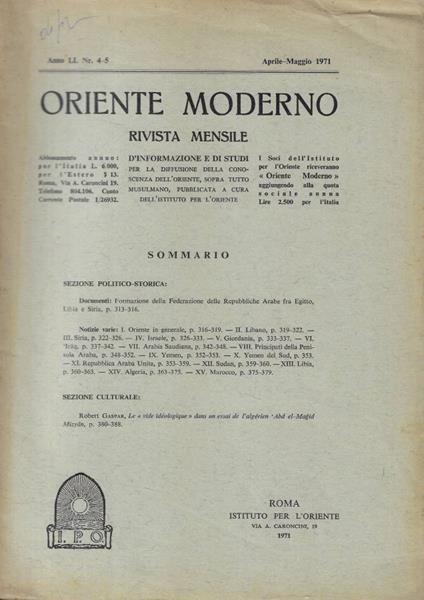 Anno LI. Nr. 4-5
Aprile-Maggio 1971
ORIENTE MODERNO
RIVISTA MENSILE
Abbonamento annuo:
per l'Italia L. 6.000,
per l'Estero $ 13.
Roma, Via A. Caroncini 19.
Telefono 804.106. Conto
Corrente Postale 1/26932.
D'INFORMAZIONE E DI STUDI
PER LA DIFFUSIONE DELLA CONO-
SCENZA DELL'ORIENTE, SOPRA TUTTO
MUSULMANO, PUBBLICATA A CURA
DELL'ISTITUTO PER L'ORIENTE
I Soci dell'Istituto
per l'Oriente riceveranno
« Oriente Moderno »
aggiungendo alla quota
sociale annua
Lire 2.500 per l'Italia
SOMMARIO
SEZIONE POLITICO-STORICA:
Documenti: Formazione della Federazione delle Repubbliche Arabe fra Egitto,
Libia e Siria, p. 313-316.
Notizie varie: I. Oriente in generale, p. 316-319. — II. Libano, p. 319-322. —
III. Siria, p. 322-326. — IV. Israele, p. 326-333. — V. Giordania, p. 333-337. — VI.
'Irāq, p. 337-342. — VII. Arabia Saudiana, p. 342-348. — VIII. Principati della Peni-
sola Araba, p. 348-352. — IX. Yemen, p. 352-353. — X. Yemen del Sud, p. 353.
— XI. Repubblica Araba Unita, p. 353-359. — XII. Sudan, p. 359-360. — XIII. Libia,
p. 360-363. — XIV. Algeria, p. 363-375. — XV. Marocco, p. 375-379.
SEZIONE CULTURALE:
Robert GASPAR, Le « vide idéologique » dans un essai de l'algérien 'Abd el-Maǧīd
Mizyān, p. 380-388.
I. P. O.
ROMA
ISTITUTO PER L'ORIENTE
VIA A. CARONCINI, 19
1971